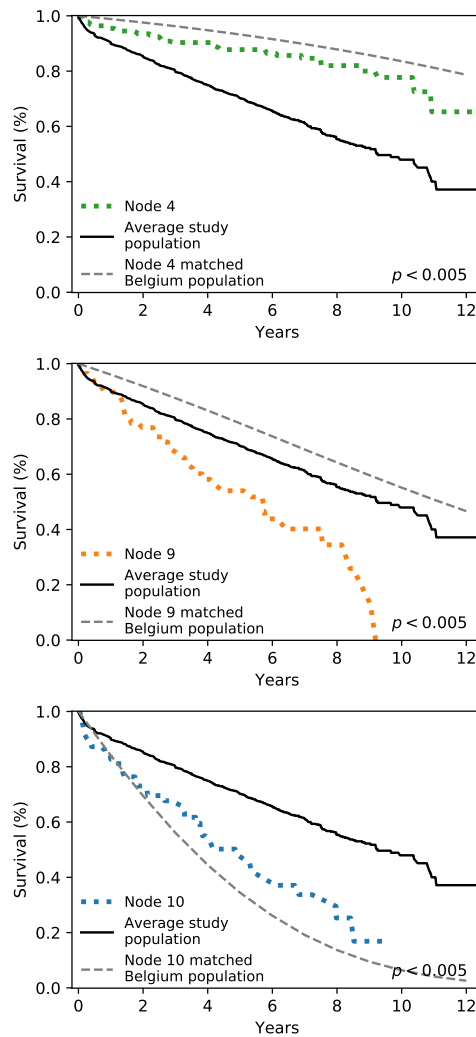 1.0
0.8
0.6
0.4
0.2
0.0
Survival (%)
Node 4
Average study
population
Node 4 matched
Belgium population
p < 0.005
0 2 4 6 8 10 12
Years
1.0
0.8
0.6
0.4
0.2
0.0
Survival (%)
Node 9
Average study
population
Node 9 matched
Belgium population
p < 0.005
0 2 4 6 8 10 12
Years
1.0
0.8
0.6
0.4
0.2
0.0
Survival (%)
Node 10
Average study
population
Node 10 matched
Belgium population
p < 0.005
0 2 4 6 8 10 12
Years